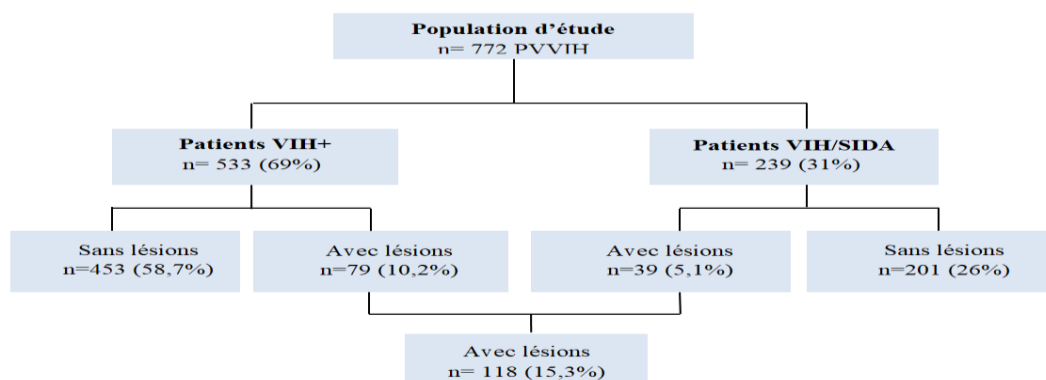 Population d'étude
n= 772 PVVIH
Patients VIH+
n= 533 (69%)
Patients VIH/SIDA
n= 239 (31%)
Sans lésions
n=453 (58,7%)
Avec lésions
n=79 (10,2%)
Avec lésions
n=39 (5,1%)
Sans lésions
n=201 (26%)
Avec lésions
n= 118 (15,3%)